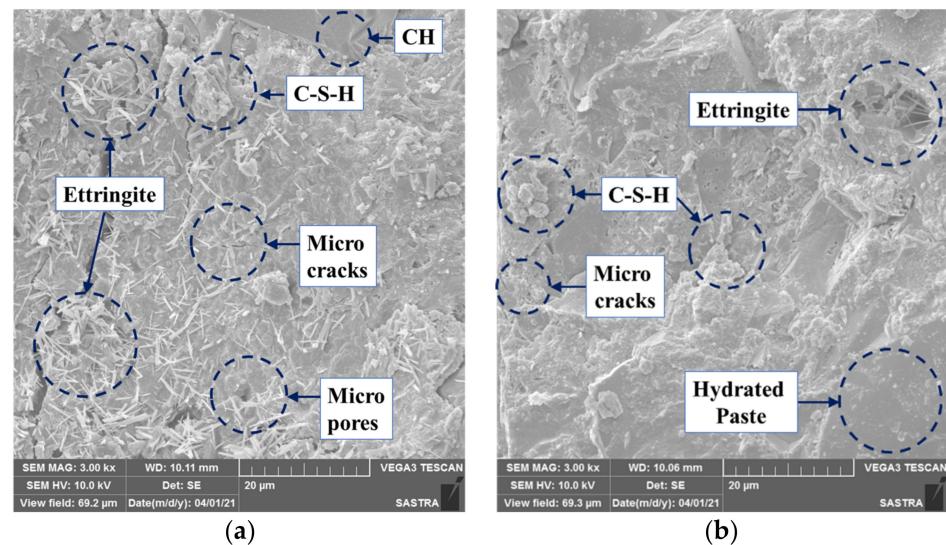 CH
C-S-H
Ettringite
Micro
cracks
Micro
pores
SEM MAG: 3.00 kx
WD: 10.11 mm
VEGA3 TESCAN
SEM HV: 10.0 kV
Det: SE
20 µm
View field: 69.2 µm
Date(m/d/y): 04/01/21
SASTRA
(a)
Ettringite
C-S-H
Micro
cracks
Hydrated
Paste
SEM MAG: 3.00 kx
WD: 10.06 mm
VEGA3 TESCAN
SEM HV: 10.0 kV
Det: SE
20 µm
View field: 69.3 µm
Date(m/d/y): 04/01/21
SASTRA
(b)